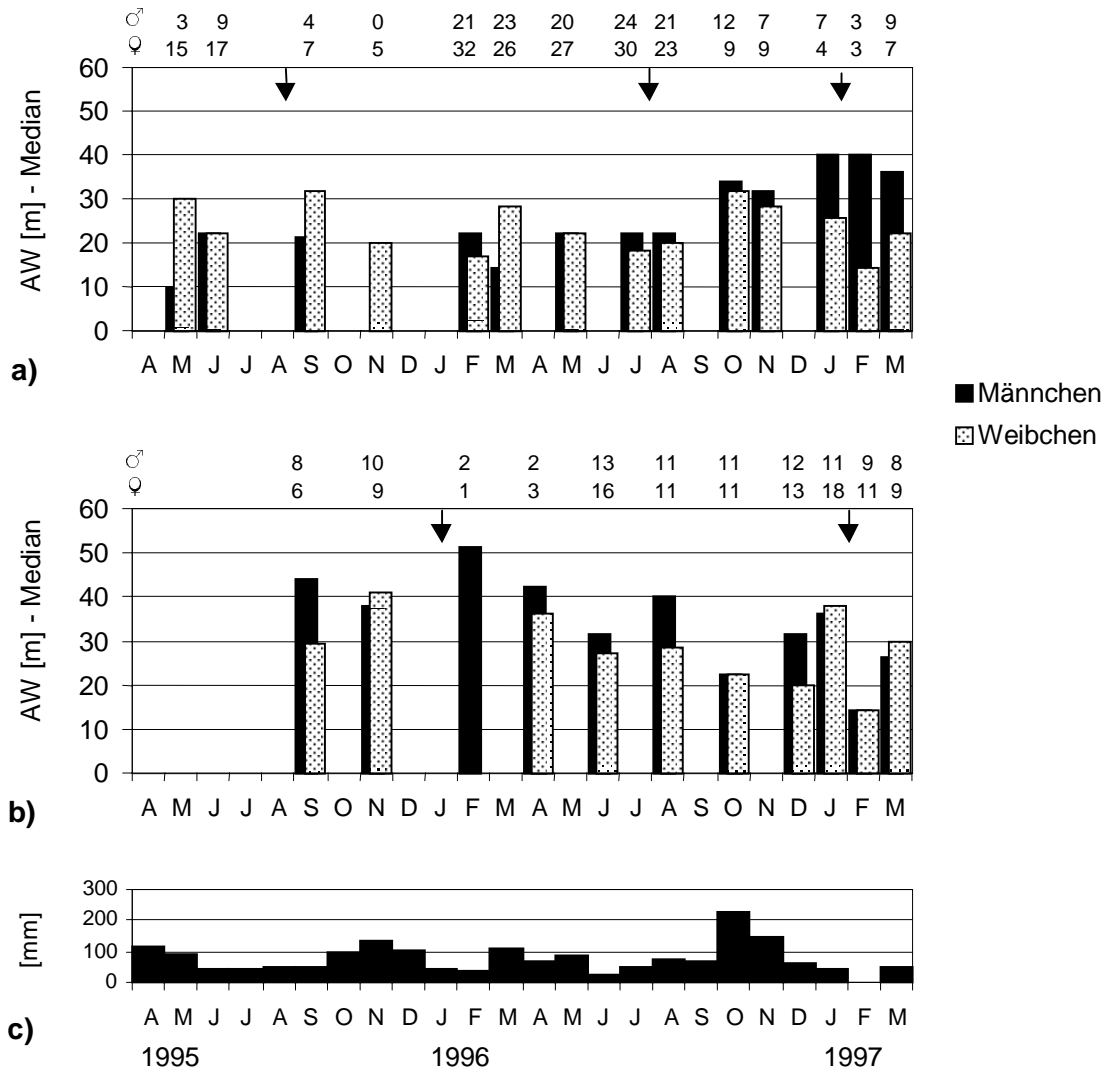 ♂ 3 9 4 0 21 23 20 24 21 12 7 7 3 9
♀ 15 17 7 5 32 26 27 30 23 9 9 4 3 7
AW [m] - Median
60
50
40
30
20
10
0
A M J J A S O N D J F M A M J J A S O N D J F M
a)
Männchen
Weibchen
♂ 8 10 2 2 13 11 11 12 11 9 8
♀ 6 9 1 3 16 11 11 13 18 11 9
AW [m] - Median
60
50
40
30
20
10
0
A M J J A S O N D J F M A M J J A S O N D J F M
b)
[mm]
300
200
100
0
A M J J A S O N D J F M A M J J A S O N D J F M
c)
1995 1996 1997